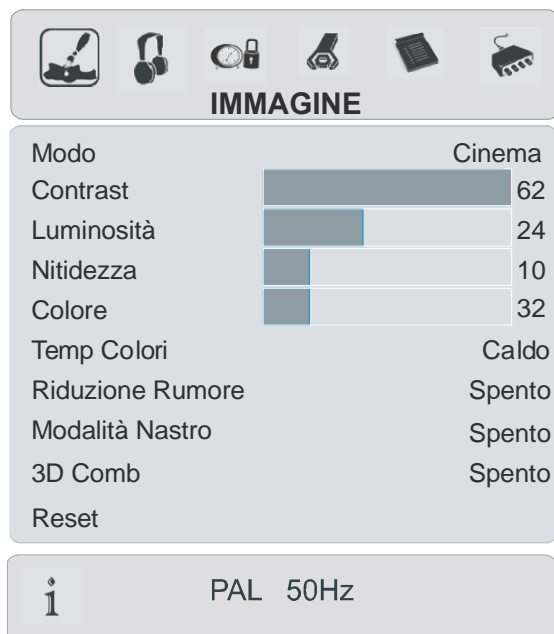 IMMAGINE
Modo Cinema
Contrast 62
Luminosità 24
Nitidezza 10
Colore 32
Temp Colori Caldo
Riduzione Rumore Spento
Modalità Nastro Spento
3D Comb Spento
Reset
i PAL 50Hz